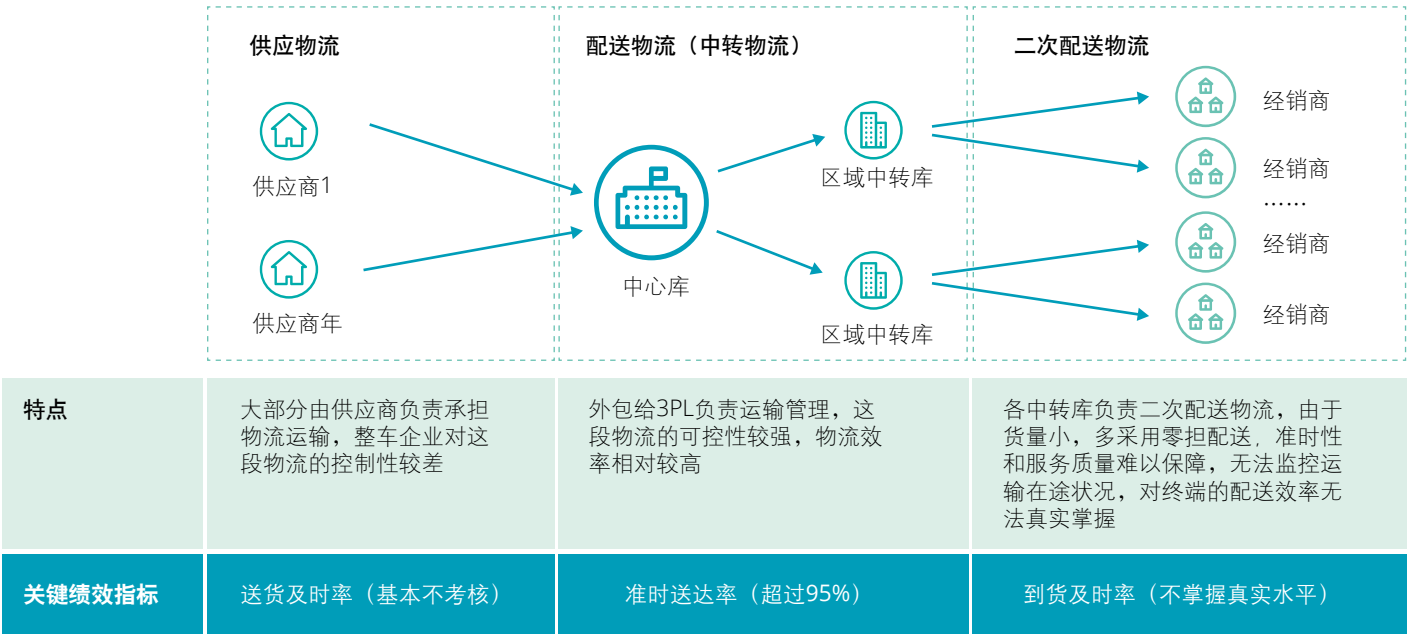 供应物流
供应商1
供应商年
配送物流（中转物流）
中心库
区域中转库
区域中转库
二次配送物流
经销商
经销商
……
经销商
经销商
特点
大部分由供应商负责承担
物流运输，整车企业对这
段物流的控制性较差
外包给3PL负责运输管理，这
段物流的可控性较强，物流效
率相对较高
各中转库负责二次配送物流，由于
货量小，多采用零担配送，准时性
和服务质量难以保障，无法监控运
输在途状况，对终端的配送效率无
法真实掌握
关键绩效指标
送货及时率（基本不考核）
准时送达率（超过95%）
到货及时率（不掌握真实水平）